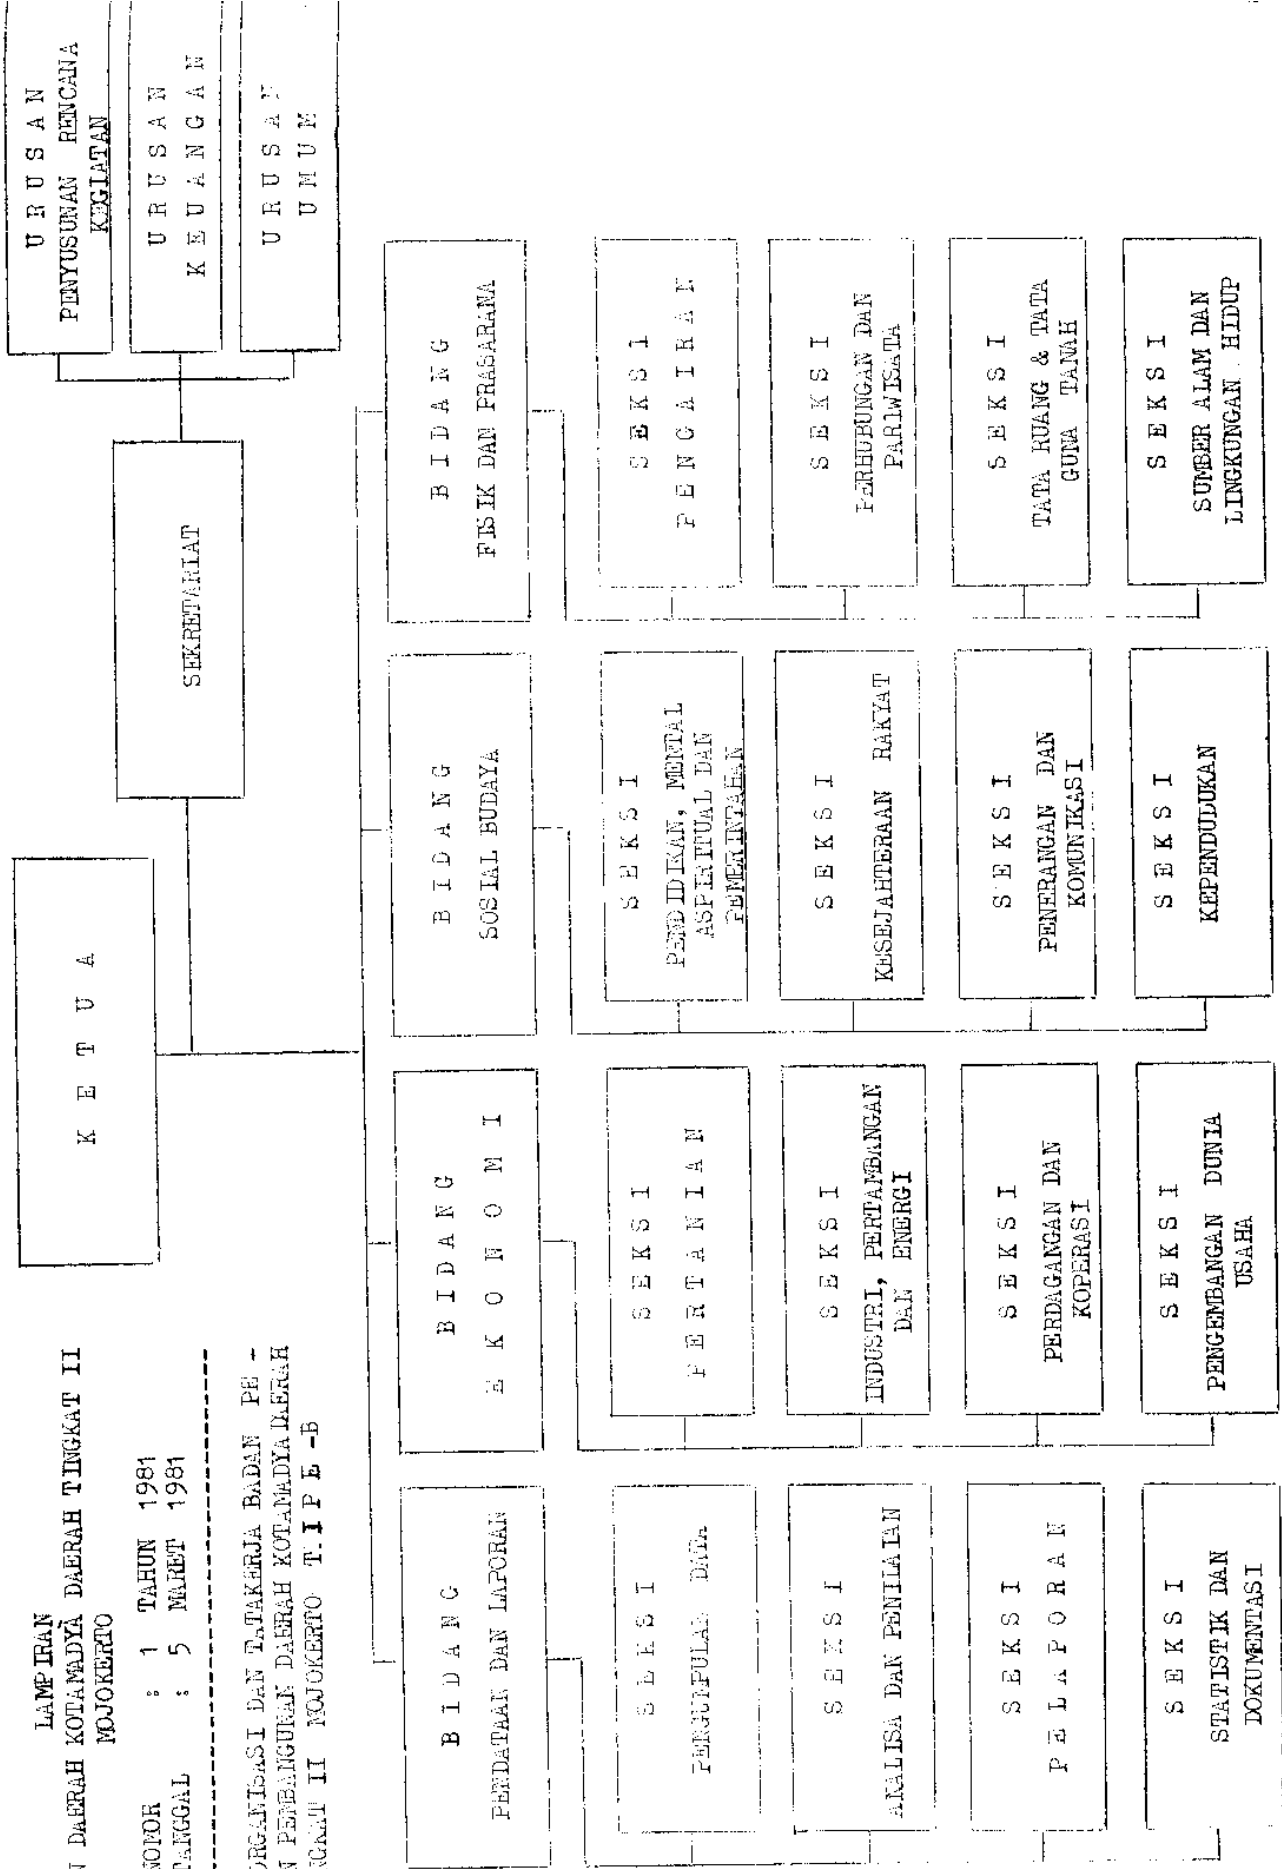 LAMPIRAN
N DAERAH KOTAMADYA DAERAH TINGKAT II
MOJOKERTO
NOMOR : 1 TAHUN 1981
TANGGAL : 5 MARET 1981
ORGANISASI DAN TATAKERJA BADAN PE -
N PEMBANGUNAN DAERAH KOTAMADYA DAERAH
NGKAT II MOJOKERTO T.I P E -B
K E T U A
SEKRETARIAT
U R U S A N
PENYUSUNAN RENCANA
KEGIATAN
U R U S A N
K E U A N G A N
U R U S A N
U M U M
B I D A N G
PENDATAAN DAN LAPORAN
S E K S I
PENGUMPULAN DATA
S E K S I
ANALISA DAN PENILAIAN
S E K S I
P E L A P O R A N
S E K S I
STATISTIK DAN
DOKUMENTASI
B I D A N G
E K O N O M I
S E K S I
P E R T A N I A N
S E K S I
INDUSTRI, PERTAMBANGAN
DAN ENERGI
S E K S I
PERDAGANGAN DAN
KOPERASI
S E K S I
PENGEMBANGAN DUNIA
USAHA
B I D A N G
SOSIAL BUDAYA
S E K S I
PENDIDIKAN, MENTAL
ASPIRITUAL DAN
PEMERINTAHAN
S E K S I
KESEJAHTERAAN RAKYAT
S E K S I
PENERANGAN DAN
KOMUNIKASI
S E K S I
KEPENDUDUKAN
B I D A N G
FISIK DAN PRASARANA
S E K S I
P E N G A I R A N
S E K S I
PERHUBUNGAN DAN
PARIWISATA
S E K S I
TATA RUANG & TATA
GUNA TANAH
S E K S I
SUMBER ALAM DAN
LINGKUNGAN HIDUP